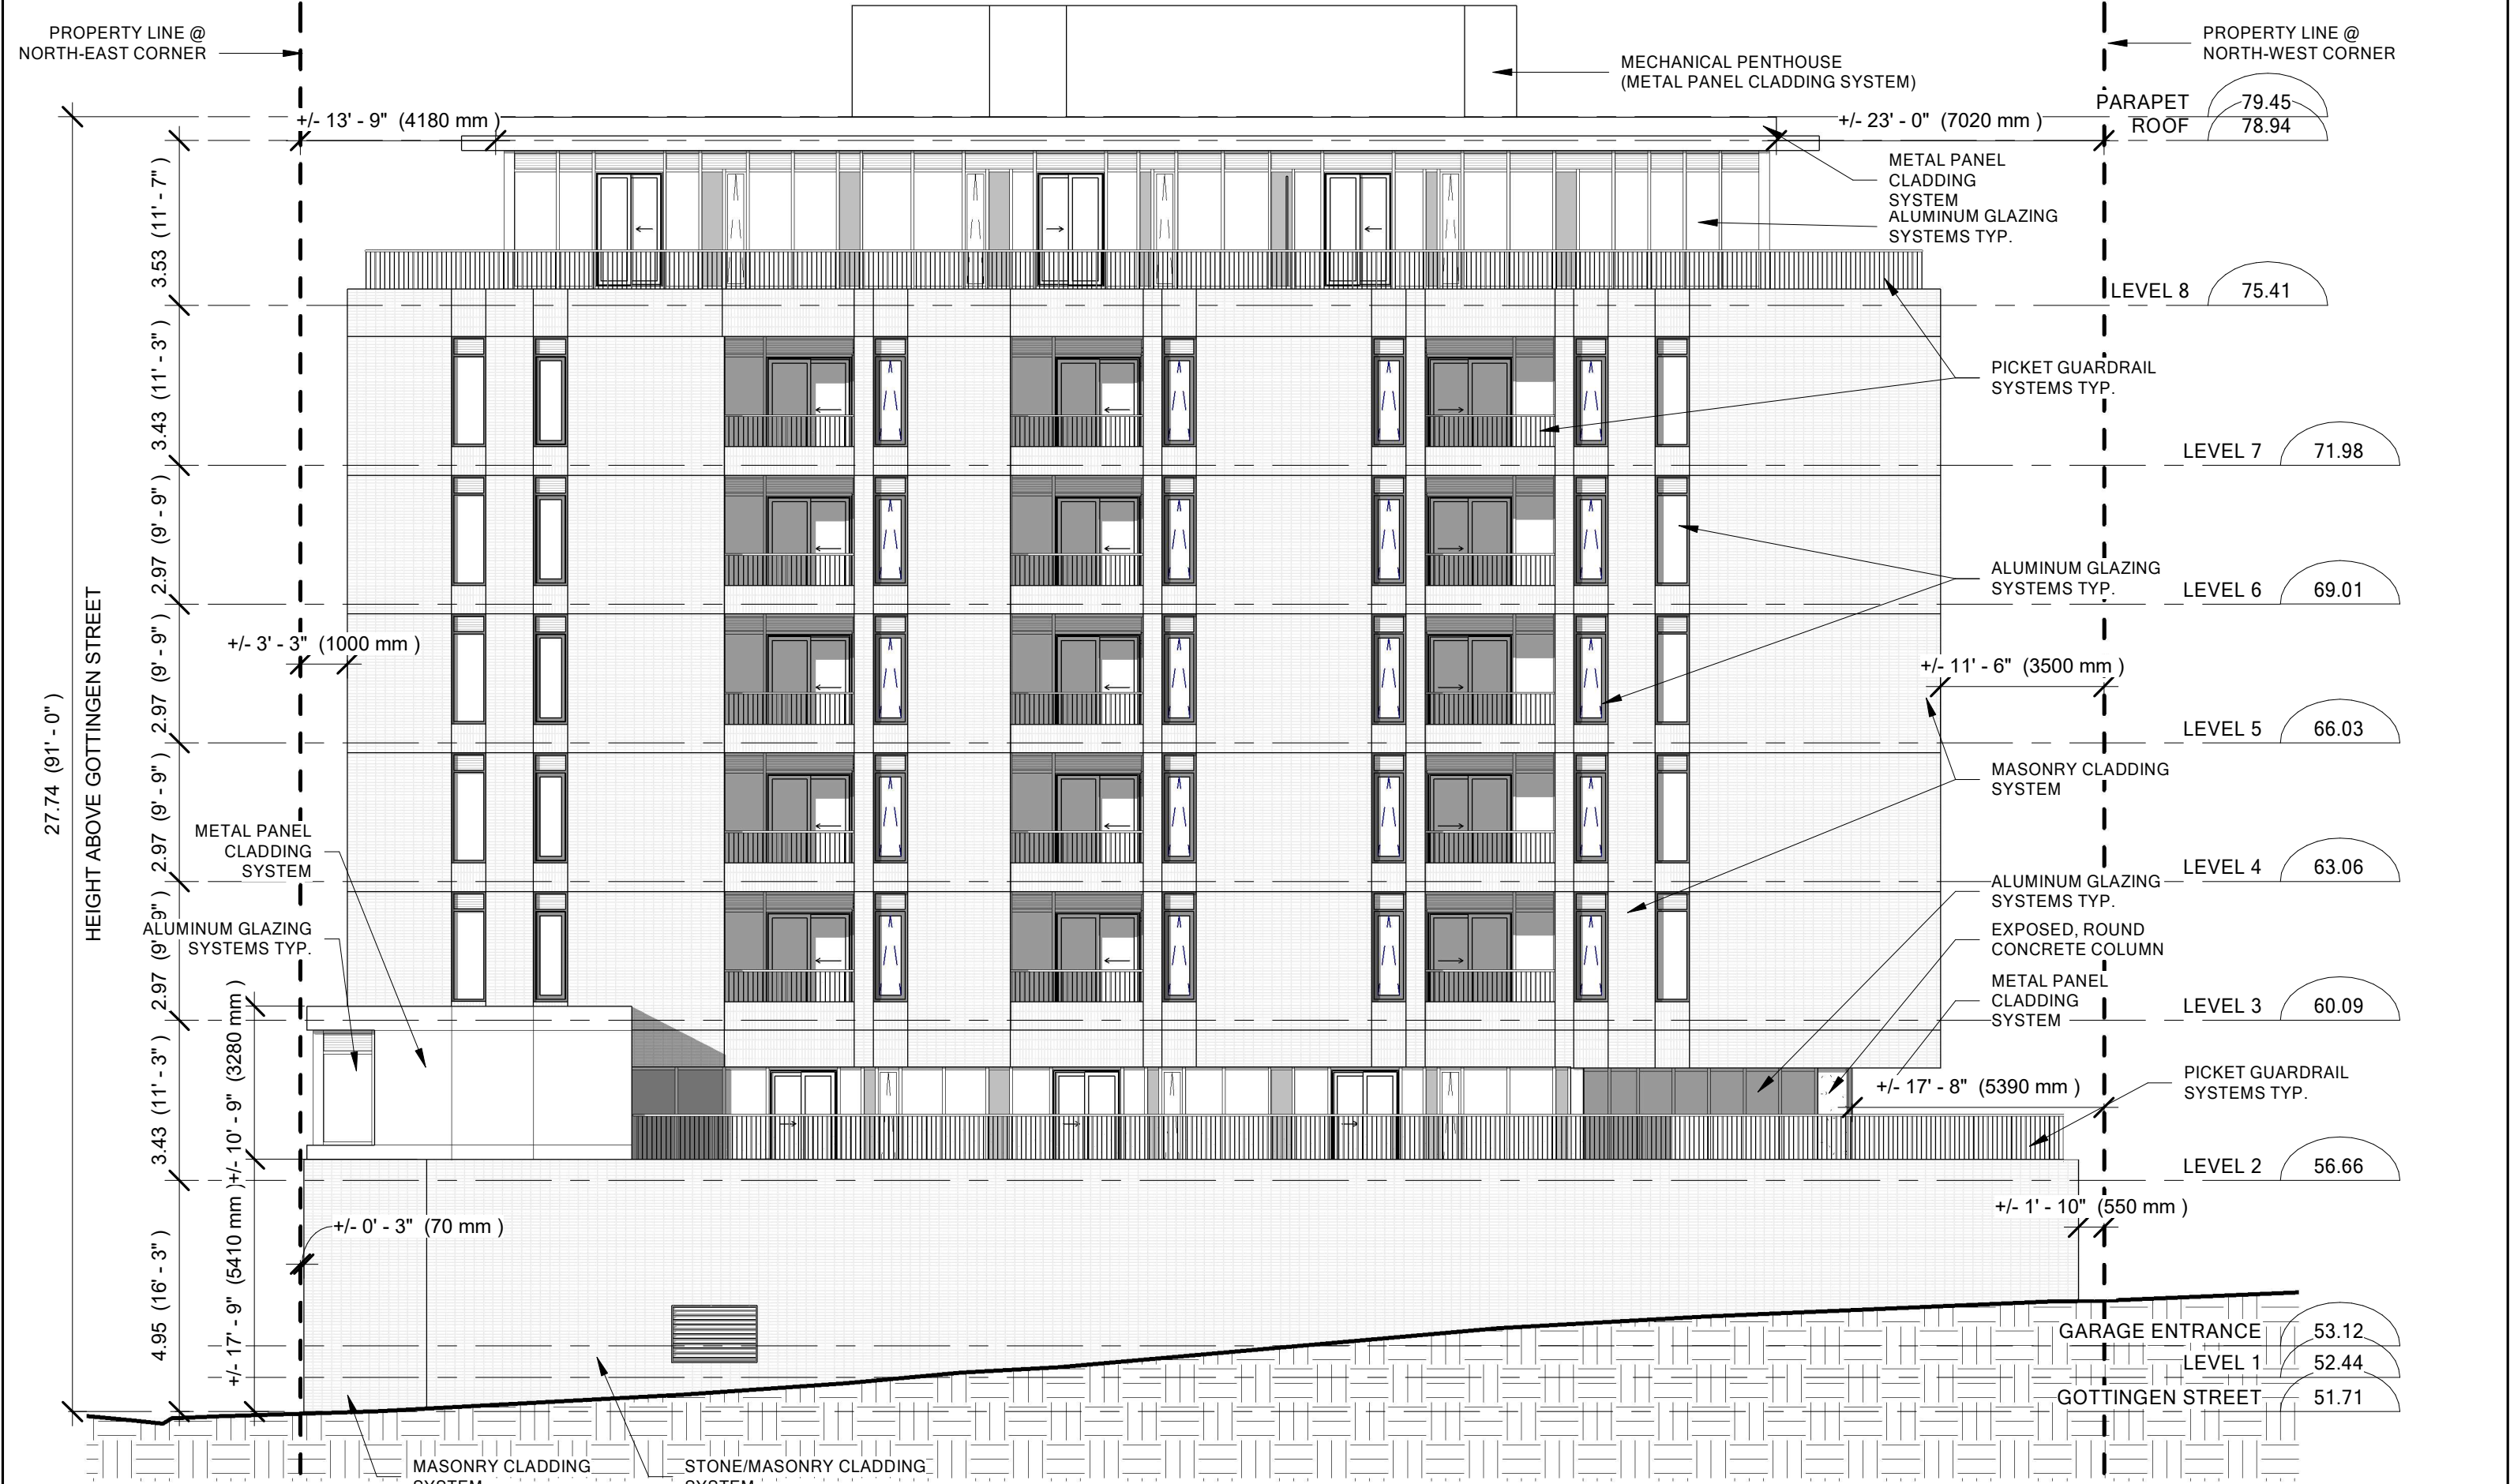 PROPERTY LINE @
NORTH-EAST CORNER
PROPERTY LINE @
NORTH-WEST CORNER
MECHANICAL PENTHOUSE
(METAL PANEL CLADDING SYSTEM)
PARAPET 79.45
ROOF 78.94
+/- 13' - 9" (4180 mm )
+/- 23' - 0" (7020 mm )
METAL PANEL
CLADDING
SYSTEM
ALUMINUM GLAZING
SYSTEMS TYP.
3.53 (11' - 7")
LEVEL 8 75.41
3.43 (11' - 3")
PICKET GUARDRAIL
SYSTEMS TYP.
LEVEL 7 71.98
2.97 (9' - 9")
ALUMINUM GLAZING
SYSTEMS TYP.
LEVEL 6 69.01
27.74 (91' - 0" )
HEIGHT ABOVE GOTTINGEN STREET
2.97 (9' - 9")
+/- 3' - 3" (1000 mm )
+/- 11' - 6" (3500 mm )
LEVEL 5 66.03
2.97 (9' - 9")
MASONRY CLADDING
SYSTEM
METAL PANEL
CLADDING
SYSTEM
LEVEL 4 63.06
2.97 (9' - 9")
ALUMINUM GLAZING
SYSTEMS TYP.
ALUMINUM GLAZING
SYSTEMS TYP.
EXPOSED, ROUND
CONCRETE COLUMN
METAL PANEL
CLADDING
SYSTEM
LEVEL 3 60.09
3.43 (11' - 3")
+/- 10' - 9" (3280 mm )
+/- 17' - 8" (5390 mm )
PICKET GUARDRAIL
SYSTEMS TYP.
LEVEL 2 56.66
+/- 1' - 10" (550 mm )
+/- 0' - 3" (70 mm )
4.95 (16' - 3")
+/- 17' - 9" (5410 mm )
GARAGE ENTRANCE 53.12
LEVEL 1 52.44
GOTTINGEN STREET 51.71
MASONRY CLADDING
SYSTEM
STONE/MASONRY CLADDING
SYSTEM